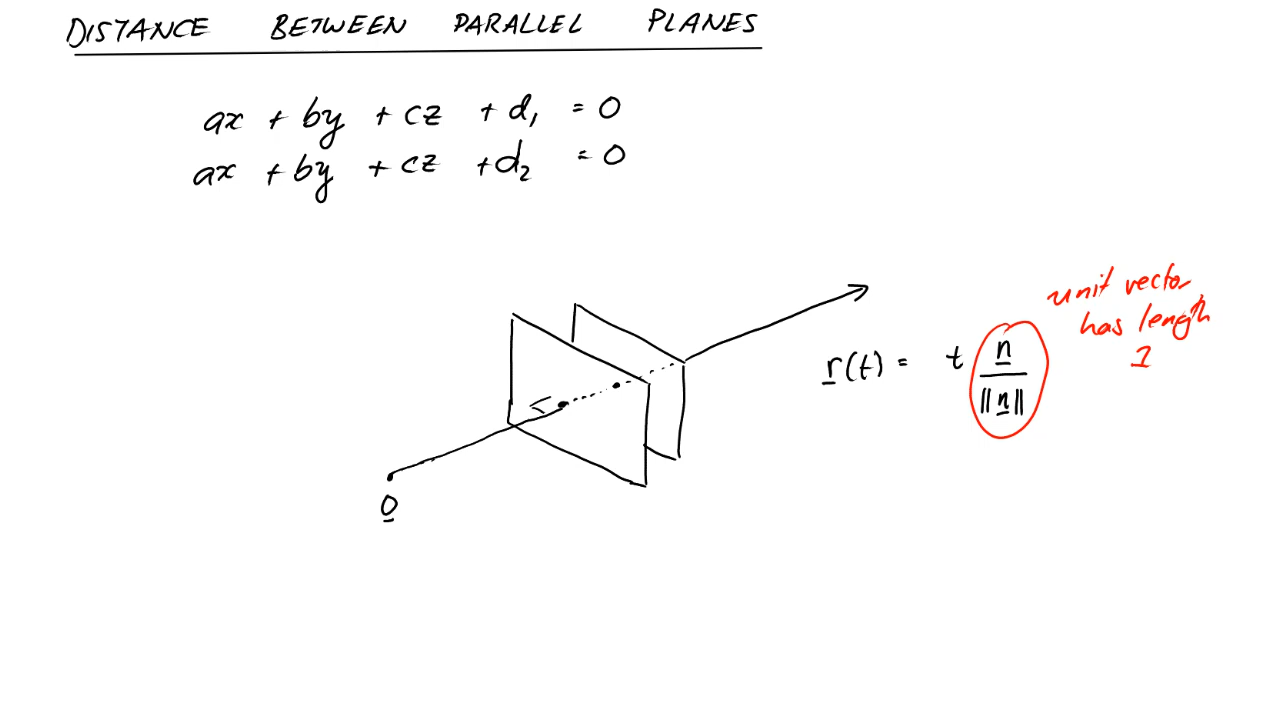 DISTANCE BETWEEN PARALLEL PLANES
ax + by + cz + d₁ = 0
ax + by + cz + d₂ = 0
unit vector
has length
1
r(t) = t n / ||n||
0